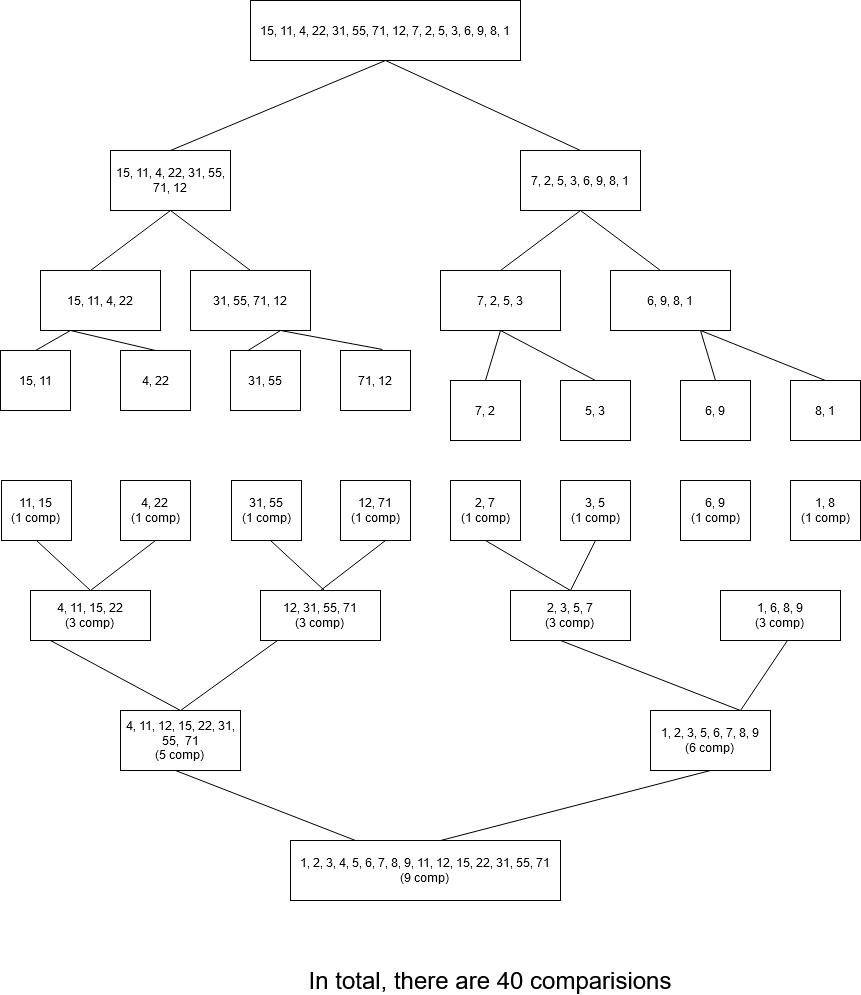 15, 11, 4, 22, 31, 55, 71, 12, 7, 2, 5, 3, 6, 9, 8, 1
15, 11, 4, 22, 31, 55,
71, 12
7, 2, 5, 3, 6, 9, 8, 1
15, 11, 4, 22
31, 55, 71, 12
7, 2, 5, 3
6, 9, 8, 1
15, 11
4, 22
31, 55
71, 12
7, 2
5, 3
6, 9
8, 1
11, 15
(1 comp)
4, 22
(1 comp)
31, 55
(1 comp)
12, 71
(1 comp)
2, 7
(1 comp)
3, 5
(1 comp)
6, 9
(1 comp)
1, 8
(1 comp)
4, 11, 15, 22
(3 comp)
12, 31, 55, 71
(3 comp)
2, 3, 5, 7
(3 comp)
1, 6, 8, 9
(3 comp)
4, 11, 12, 15, 22, 31,
55, 71
(5 comp)
1, 2, 3, 5, 6, 7, 8, 9
(6 comp)
1, 2, 3, 4, 5, 6, 7, 8, 9, 11, 12, 15, 22, 31, 55, 71
(9 comp)
In total, there are 40 comparisions